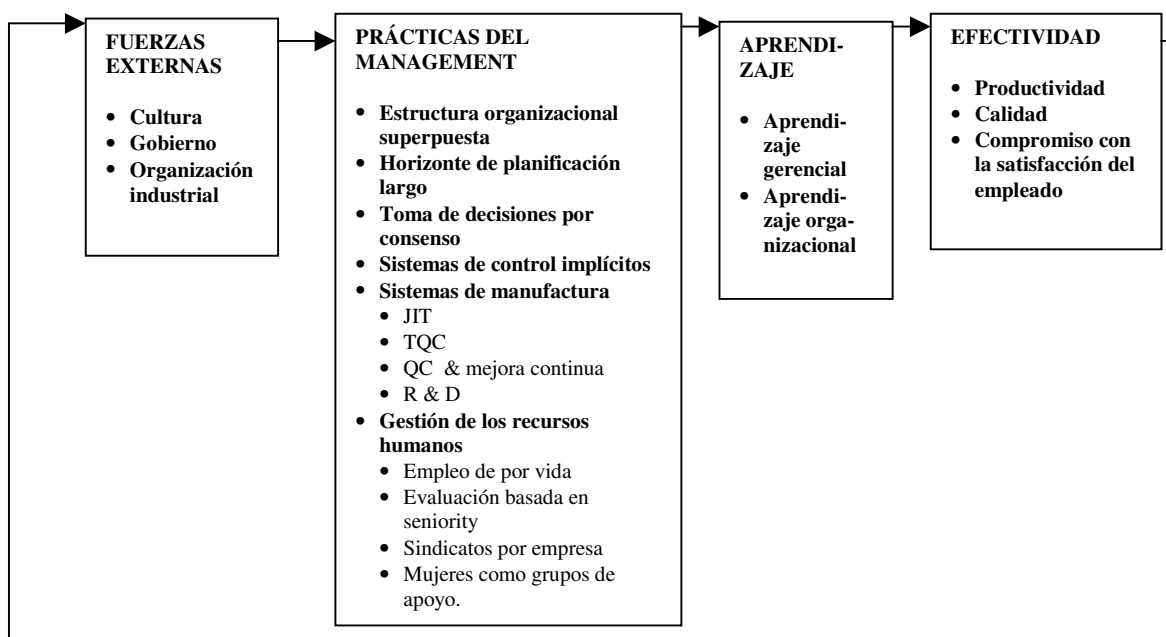 FUERZAS
EXTERNAS
• Cultura
• Gobierno
• Organización
industrial
PRÁCTICAS DEL
MANAGEMENT
• Estructura organizacional
superpuesta
• Horizonte de planificación
largo
• Toma de decisiones por
consenso
• Sistemas de control implícitos
• Sistemas de manufactura
• JIT
• TQC
• QC & mejora continua
• R & D
• Gestión de los recursos
humanos
• Empleo de por vida
• Evaluación basada en
seniority
• Sindicatos por empresa
• Mujeres como grupos de
apoyo.
APRENDI-
ZAJE
• Aprendi-
zaje
gerencial
• Aprendi-
zaje orga-
nizacional
EFECTIVIDAD
• Productividad
• Calidad
• Compromiso con
la satisfacción del
empleado